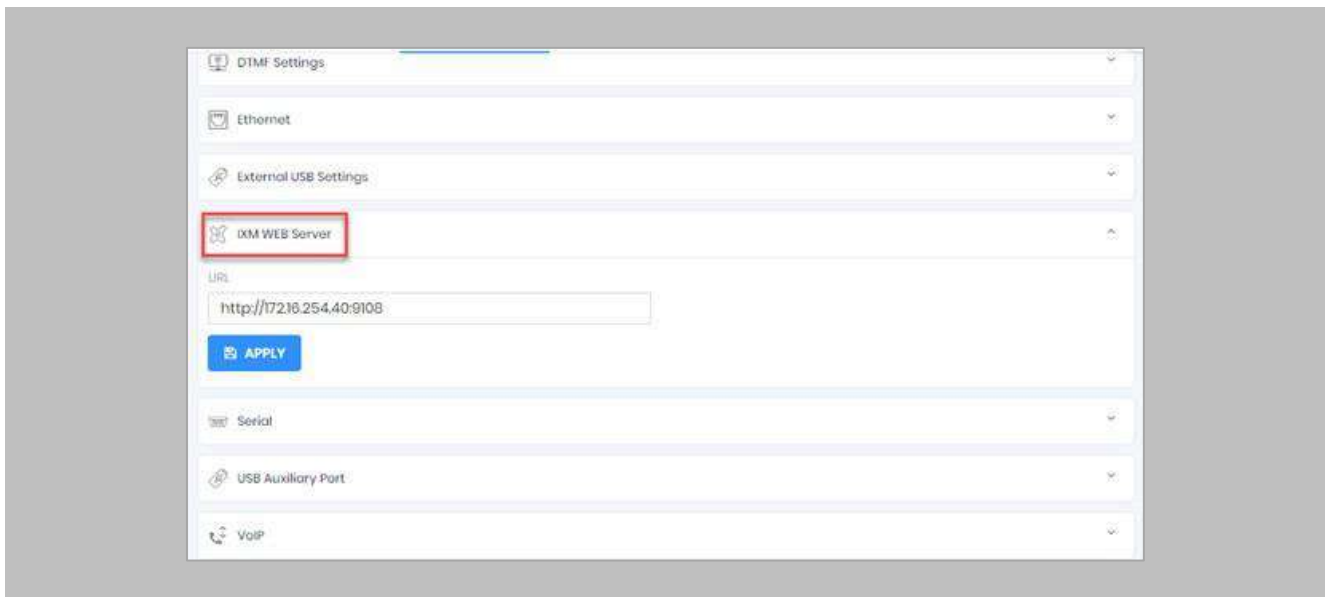 DTMF Settings
Ethernet
External USB Settings
IXM WEB Server
URL
http://172.16.254.40:9108
APPLY
Serial
USB Auxiliary Port
VoIP